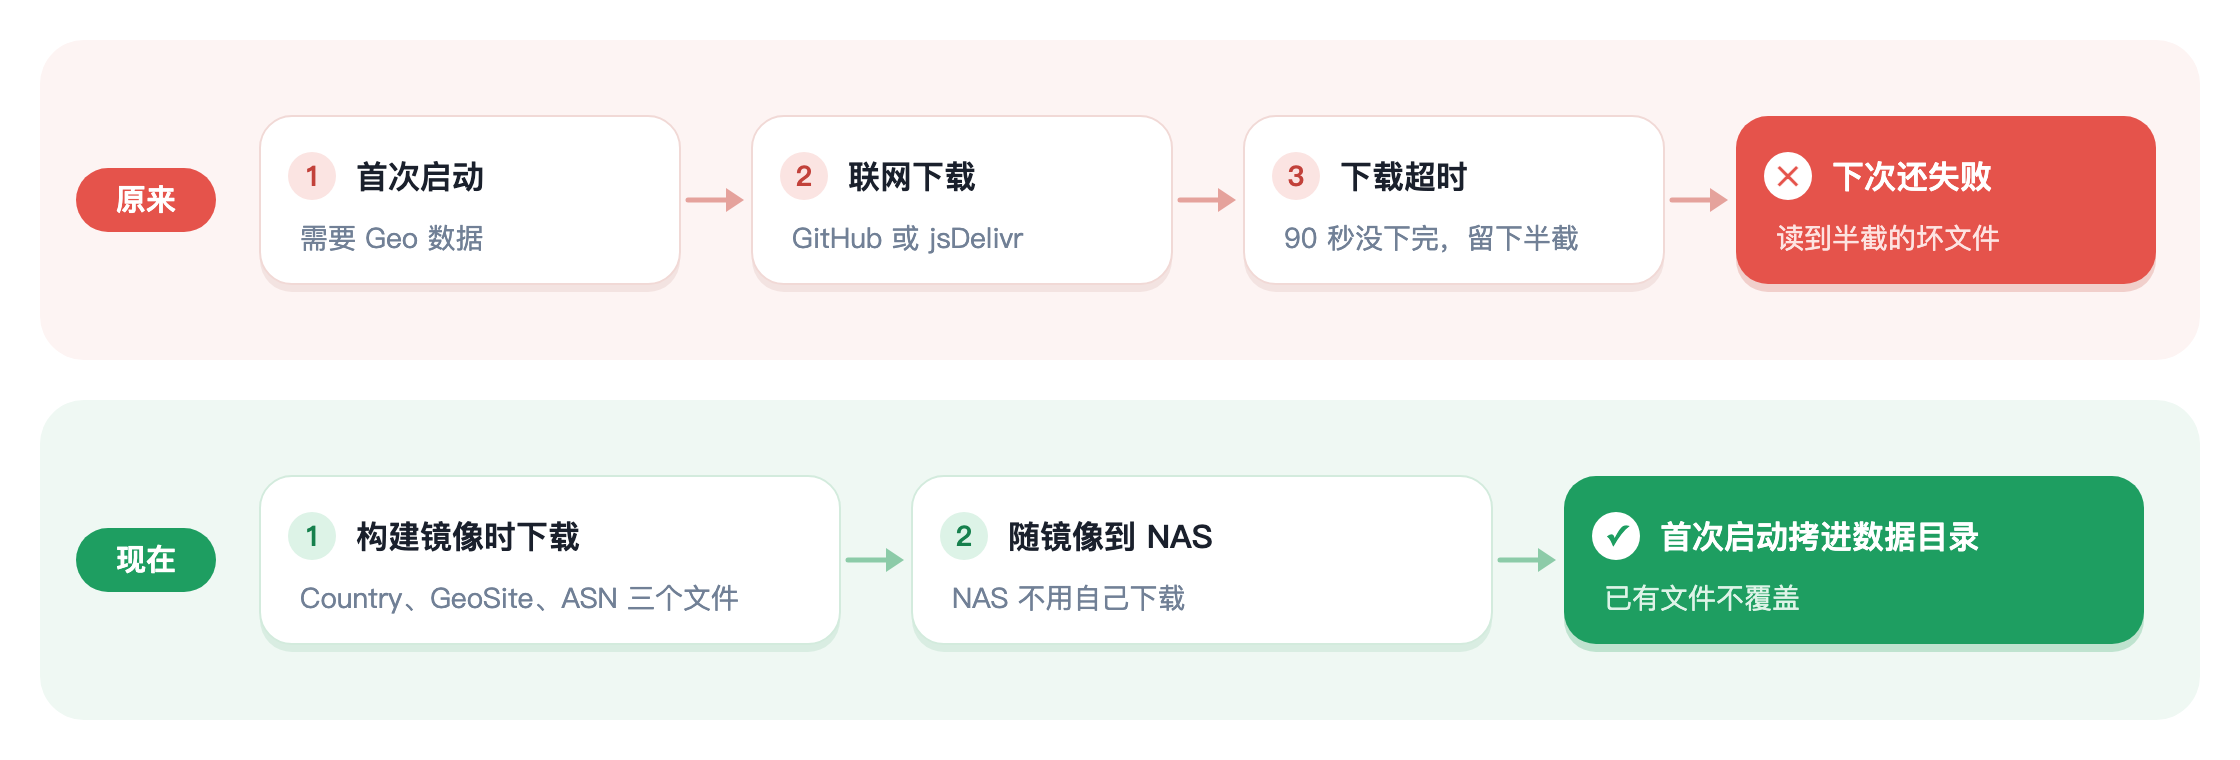 原来
1 首次启动
需要 Geo 数据
2 联网下载
GitHub 或 jsDelivr
3 下载超时
90 秒没下完，留下半截
下次还失败
读到半截的坏文件
现在
1 构建镜像时下载
Country、GeoSite、ASN 三个文件
2 随镜像到 NAS
NAS 不用自己下载
首次启动拷进数据目录
已有文件不覆盖